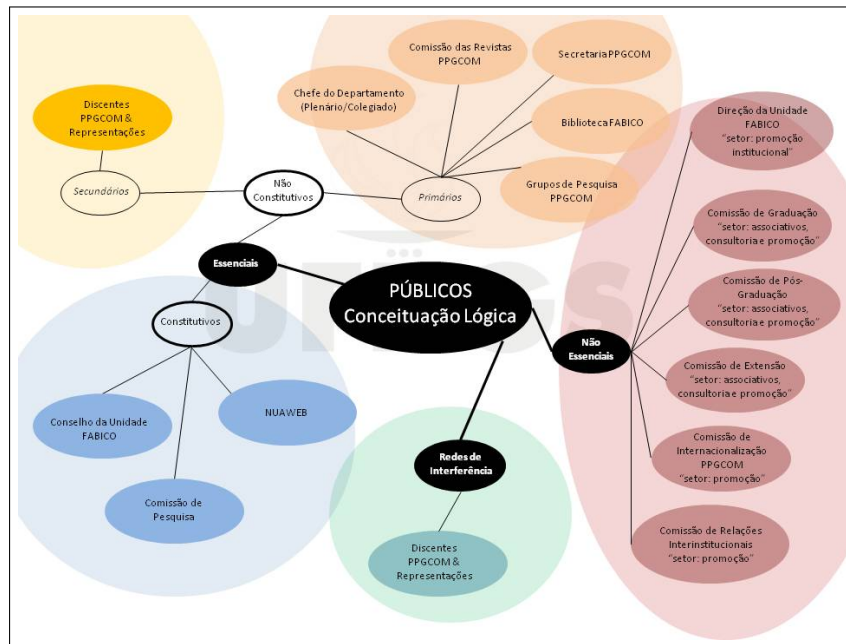 Comissão das Revistas
PPGCOM
Secretaria PPGCOM
Chefe do Departamento
(Plenário/Colegiado)
Biblioteca FABICO
Grupos de Pesquisa
PPGCOM
Primários
Discentes
PPGCOM &
Representações
Secundários
Não
Constitutivos
Essenciais
PÚBLICOS
Conceituação Lógica
UFRGS
Constitutivos
Conselho da Unidade
FABICO
NUAWEB
Comissão de
Pesquisa
Redes de
Interferência
Discentes
PPGCOM &
Representações
Não
Essenciais
Direção da Unidade
FABICO
“setor: promoção
institucional”
Comissão de Graduação
“setor: associativos,
consultoria e promoção”
Comissão de Pós-
Graduação
“setor: associativos,
consultoria e promoção”
Comissão de Extensão
“setor: associativos,
consultoria e promoção”
Comissão de
Internacionalização
PPGCOM
“setor: promoção”
Comissão de Relações
Interinstitucionais
“setor: promoção”